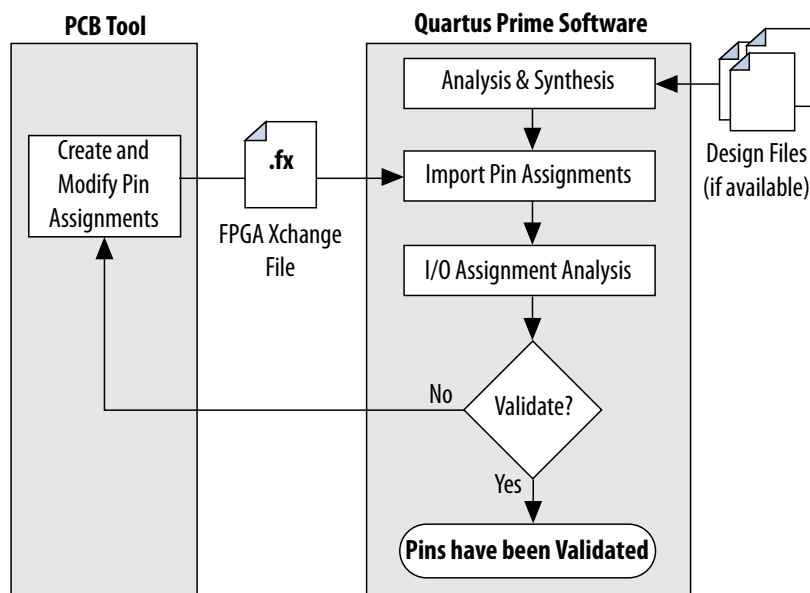 PCB Tool
Quartus Prime Software
Analysis & Synthesis
Design Files
(if available)
Create and
Modify Pin
Assignments
.fx
FPGA Xchange
File
Import Pin Assignments
I/O Assignment Analysis
No
Validate?
Yes
Pins have been Validated